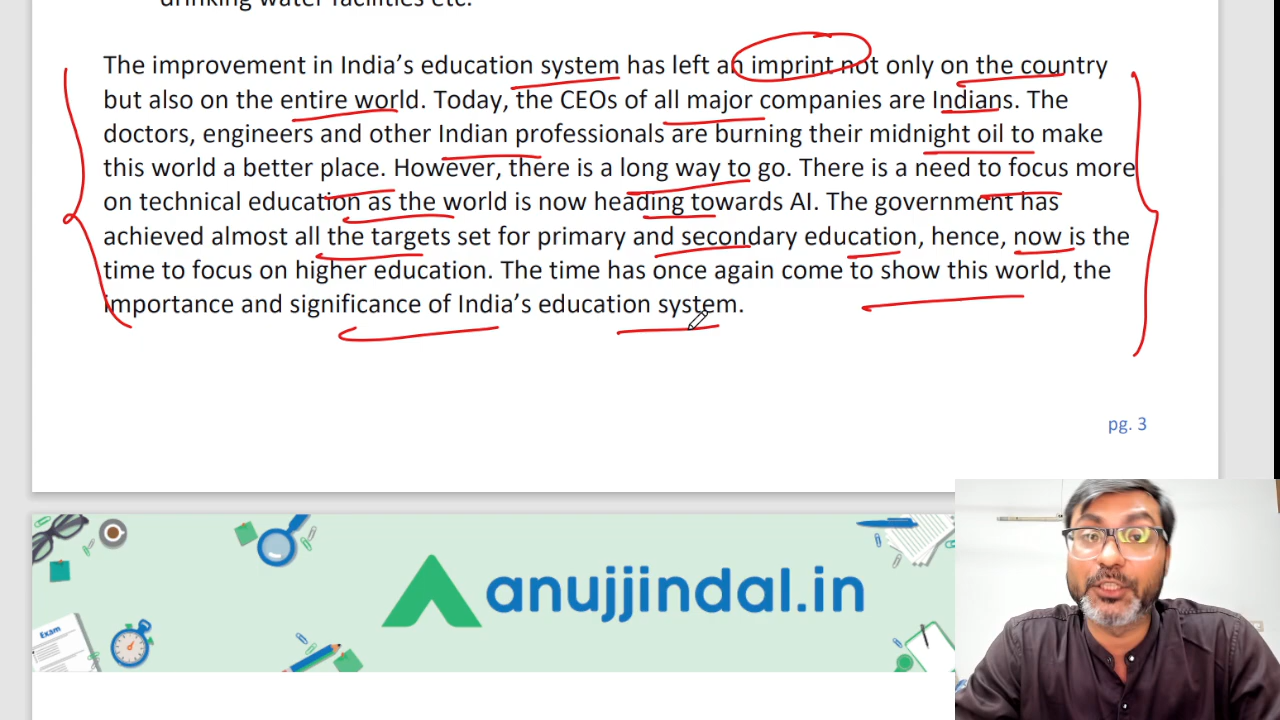 drinking water facilities etc.
The improvement in India's education system has left an imprint not only on the country
but also on the entire world. Today, the CEOs of all major companies are Indians. The
doctors, engineers and other Indian professionals are burning their midnight oil to make
this world a better place. However, there is a long way to go. There is a need to focus more
on technical education as the world is now heading towards AI. The government has
achieved almost all the targets set for primary and secondary education, hence, now is the
time to focus on higher education. The time has once again come to show this world, the
importance and significance of India's education system.
pg. 3
Exam
anujjindal.in